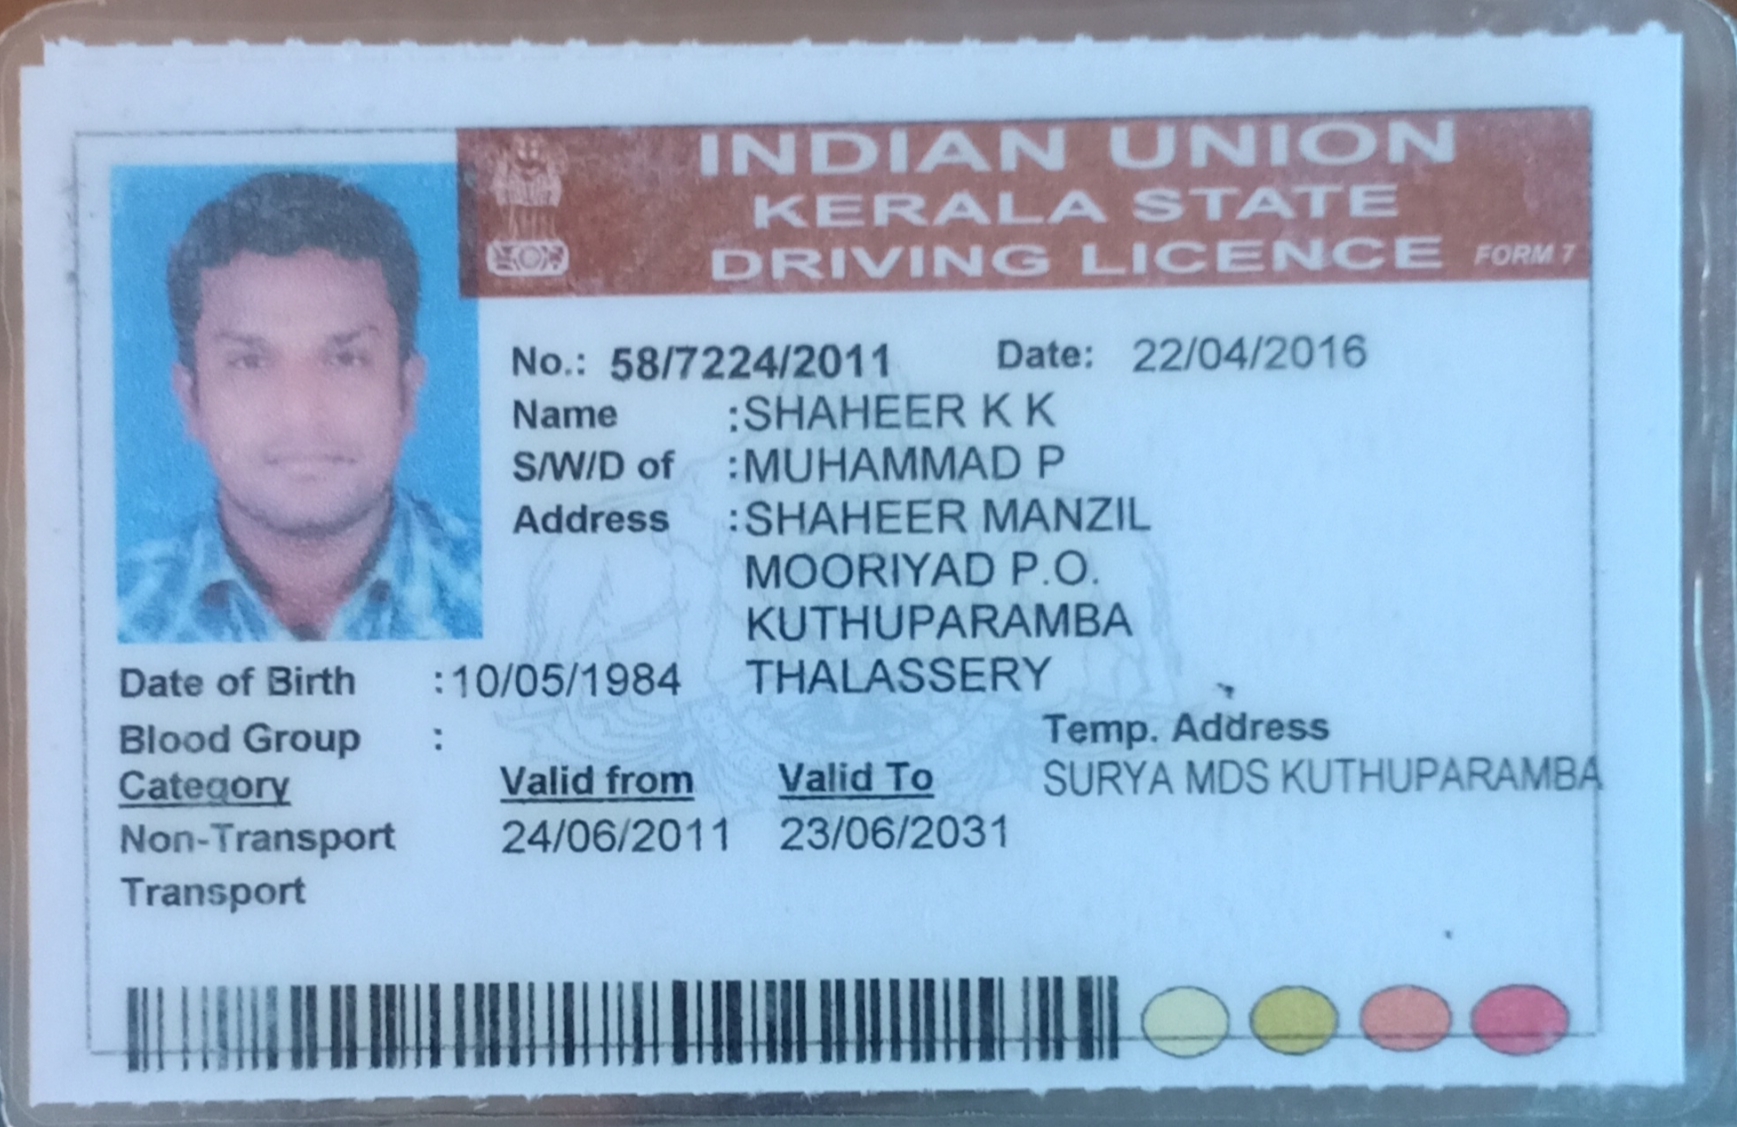 INDIAN UNION
KERALA STATE
DRIVING LICENCE FORM 7
No.: 58/7224/2011 Date: 22/04/2016
Name :SHAHEER K K
S/W/D of :MUHAMMAD P
Address :SHAHEER MANZIL
MOORIYAD P.O.
KUTHUPARAMBA
Date of Birth :10/05/1984 THALASSERY
Blood Group :
Temp. Address
SURYA MDS KUTHUPARAMBA
Category Valid from Valid To
Non-Transport 24/06/2011 23/06/2031
Transport